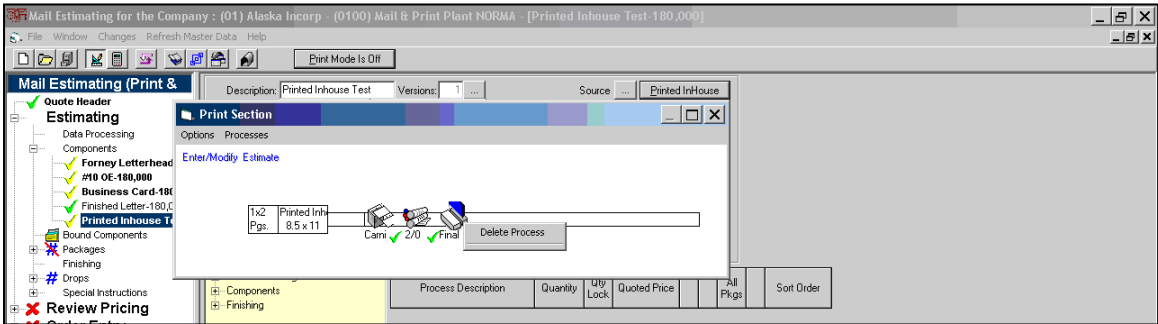 Mail Estimating for the Company : (01) Alaska Incorp - (0100) Mail & Print Plant NORMA - [Printed Inhouse Test-180,000]
File Window Changes Refresh Master Data Help
Print Mode Is Off
Mail Estimating (Print &
Description: Printed Inhouse Test Versions: 1 ... Source ... Printed InHouse
Quote Header
Estimating
Data Processing
Components
Forney Letterhead
#10 OE-180,000
Business Card-180
Finished Letter-180,0
Printed Inhouse Te
Bound Components
Packages
Finishing
Drops
Special Instructions
Review Pricing
Order Entry
Print Section
Options Processes
Enter/Modify Estimate
1x2 Printed Inh
Pgs. 8.5 x 11
Cami 2/0 Final
Delete Process
Components
Finishing
Process Description Quantity Qty Lock Quoted Price All Pkgs Sort Order